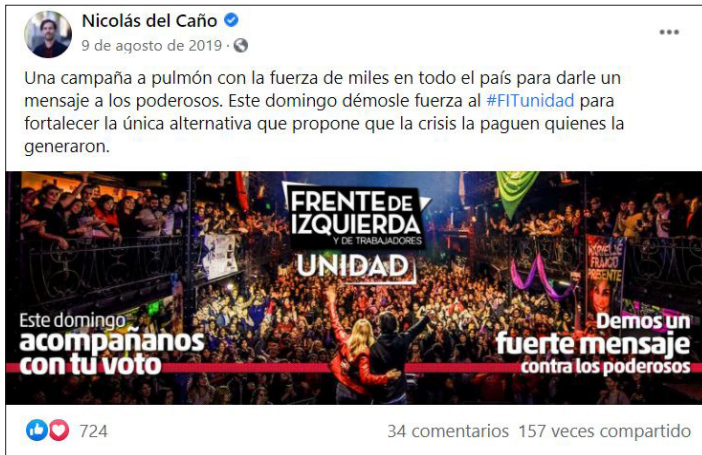 Nicolás del Caño
9 de agosto de 2019 ·
Una campaña a pulmón con la fuerza de miles en todo el país para darle un
mensaje a los poderosos. Este domingo démosle fuerza al #FITunidad para
fortalecer la única alternativa que propone que la crisis la paguen quienes la
generaron.
FRENTE DE
IZQUIERDA
Y DE TRABAJADORES
UNIDAD
FRANCO
PRESENTE
Este domingo
acompañanos
con tu voto
Demos un
fuerte mensaje
contra los poderosos
724
34 comentarios 157 veces compartido